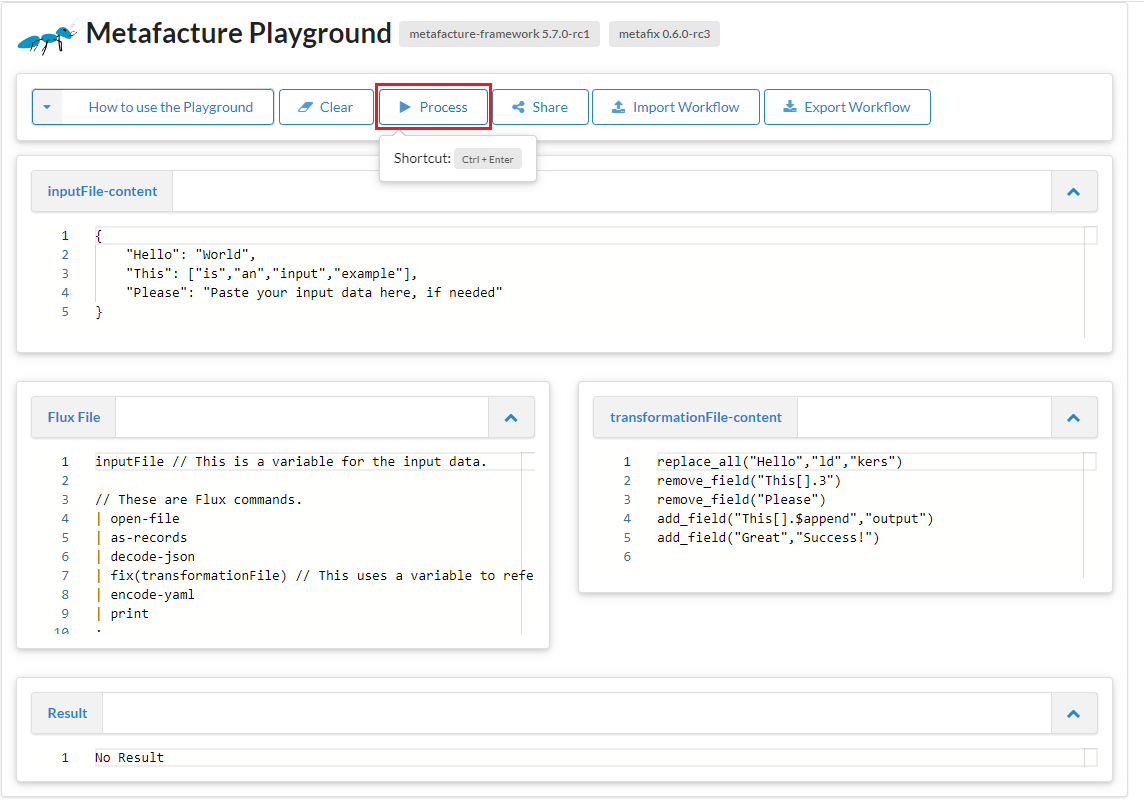 Metafacture Playground metafacture-framework 5.7.0-rc1 metafix 0.6.0-rc3
How to use the Playground Clear Process Share Import Workflow Export Workflow
Shortcut: Ctrl + Enter
inputFile-content
1 {
2     "Hello": "World",
3     "This": ["is","an","input","example"],
4     "Please": "Paste your input data here, if needed"
5 }
Flux File
1 inputFile // This is a variable for the input data.
2
3 // These are Flux commands.
4 | open-file
5 | as-records
6 | decode-json
7 | fix(transformationFile) // This uses a variable to refe
8 | encode-yaml
9 | print
10
transformationFile-content
1 replace_all("Hello","ld","kers")
2 remove_field("This[].3")
3 remove_field("Please")
4 add_field("This[].$append","output")
5 add_field("Great","Success!")
6
Result
1 No Result